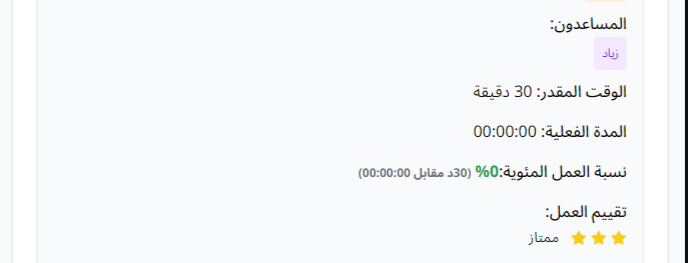 المساعدون:
زياد
الوقت المقدر: 30 دقيقة
المدة الفعلية: 00:00:00
نسبة العمل المئوية:0% (30د مقابل 00:00:00)
تقييم العمل:
ممتاز